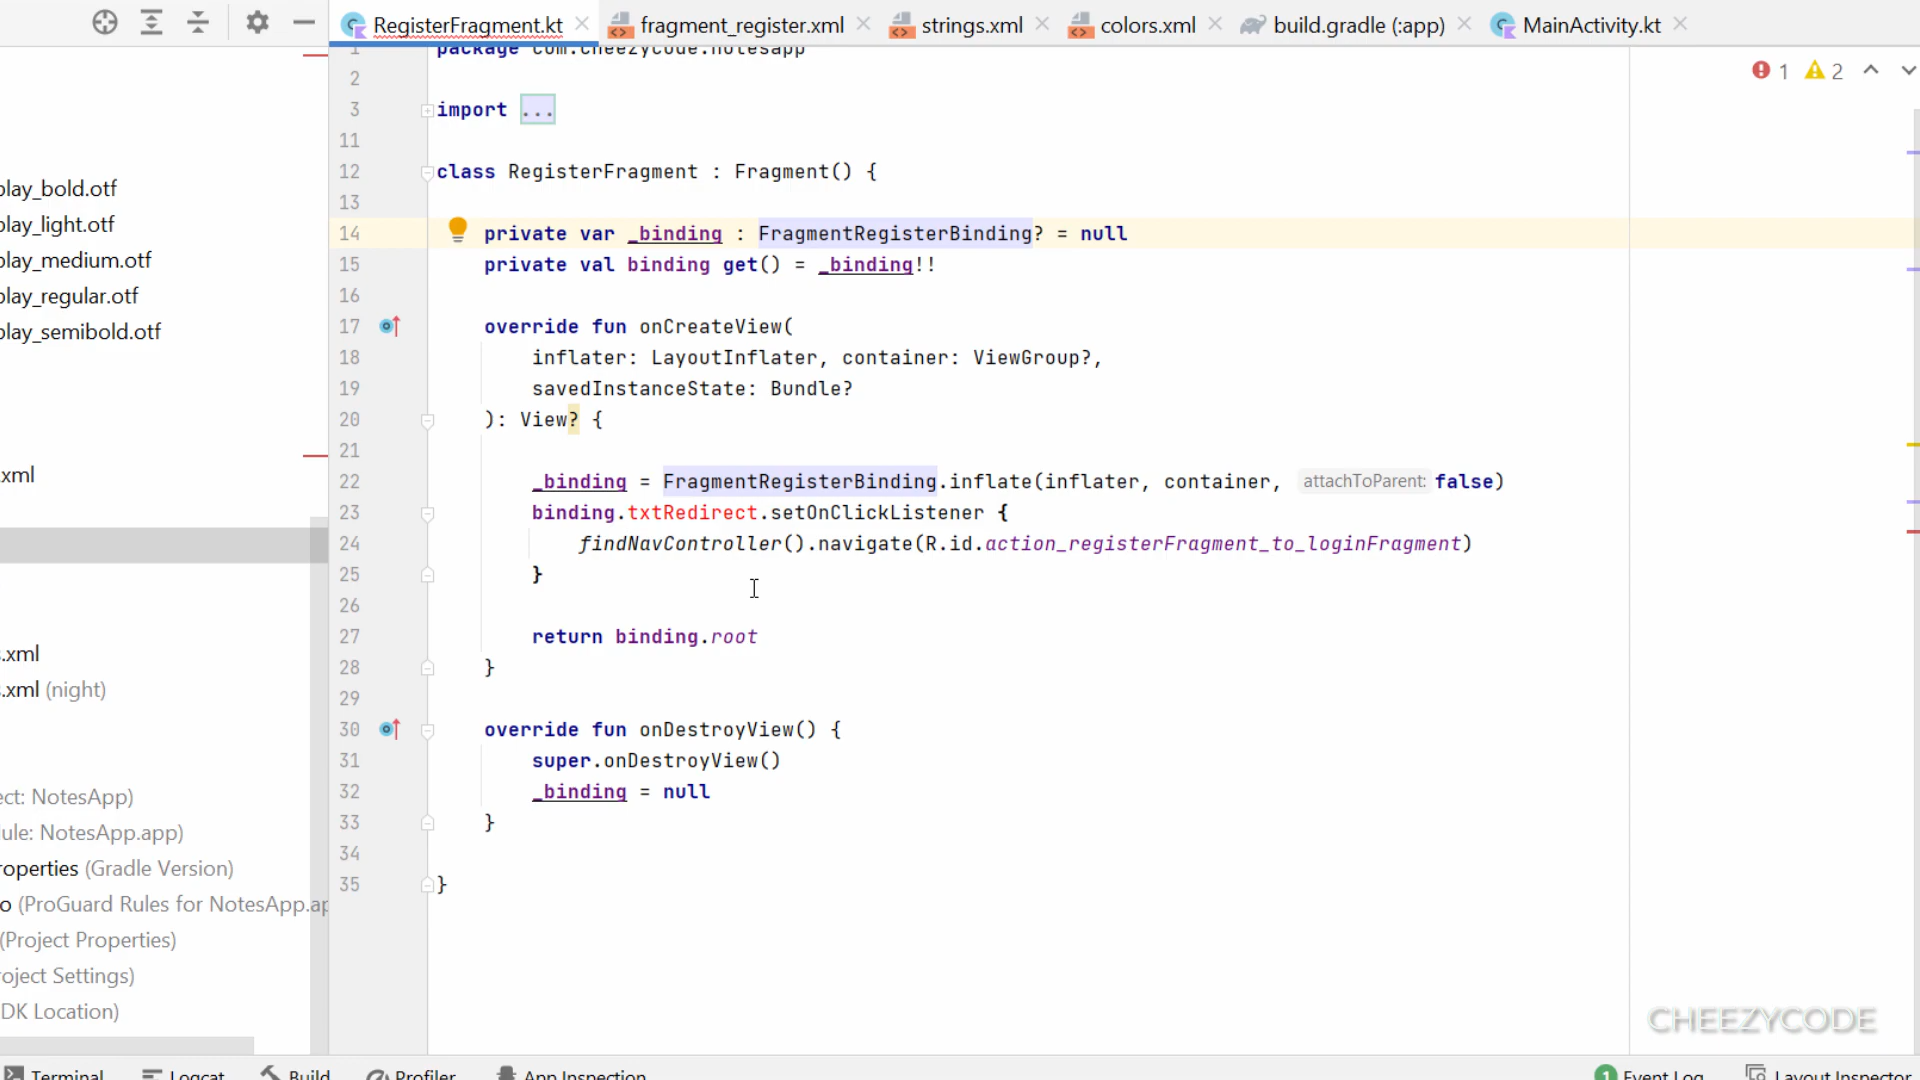 RegisterFragment.kt fragment_register.xml strings.xml colors.xml build.gradle (:app) MainActivity.kt
1 package com.cheezycode.notesapp
1 2
2
3 import ...
11
12 class RegisterFragment : Fragment() {
13
14 private var _binding : FragmentRegisterBinding? = null
15 private val binding get() = _binding!!
16
17 override fun onCreateView(
18 inflater: LayoutInflater, container: ViewGroup?,
19 savedInstanceState: Bundle?
20 ): View? {
21
22 _binding = FragmentRegisterBinding.inflate(inflater, container, attachToParent: false)
23 binding.txtRedirect.setOnClickListener {
24 findNavController().navigate(R.id.action_registerFragment_to_loginFragment)
25 }
26
27 return binding.root
28 }
29
30 override fun onDestroyView() {
31 super.onDestroyView()
32 _binding = null
33 }
34
35 }
play_bold.otf
play_light.otf
play_medium.otf
play_regular.otf
play_semibold.otf
.xml
s.xml
s.xml (night)
ect: NotesApp)
ule: NotesApp.app)
roperties (Gradle Version)
o (ProGuard Rules for NotesApp.ap
(Project Properties)
roject Settings)
DK Location)
CHEEZYCODE
Terminal Logcat Build Profiler App Inspection 1 Event Log Layout Inspector